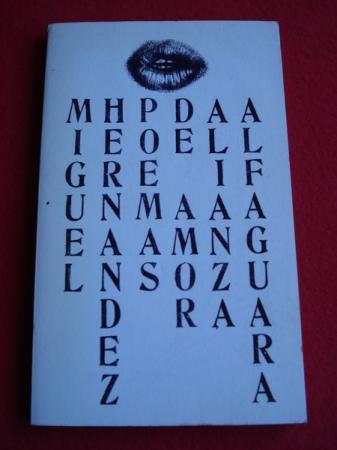 MIGUEL
HERNANDEZ
POEMAS
DE AMOR
ALIANZA
ALFAGUARA